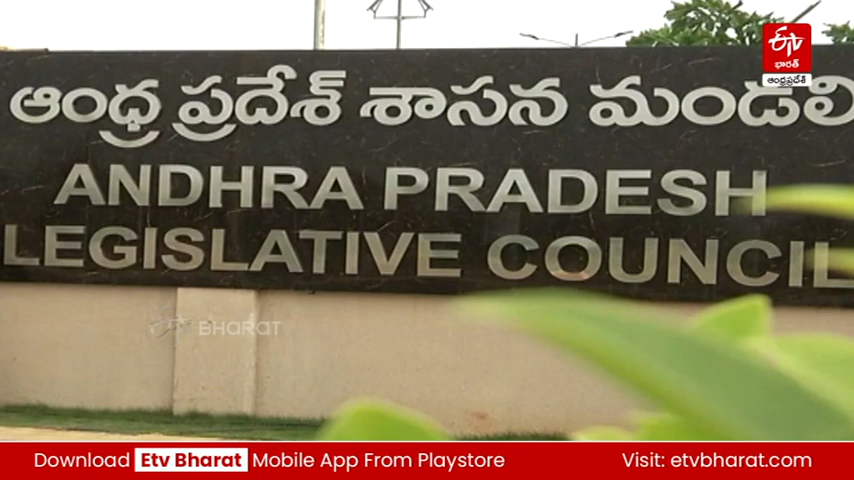 ETV
భారత్
ఆంధ్రప్రదేశ్
ఆంధ్ర ప్రదేశ్ శాసన మండలి
ANDHRA PRADESH
LEGISLATIVE COUNCIL
BHARAT
Download Etv Bharat Mobile App From Playstore Visit: etvbharat.com